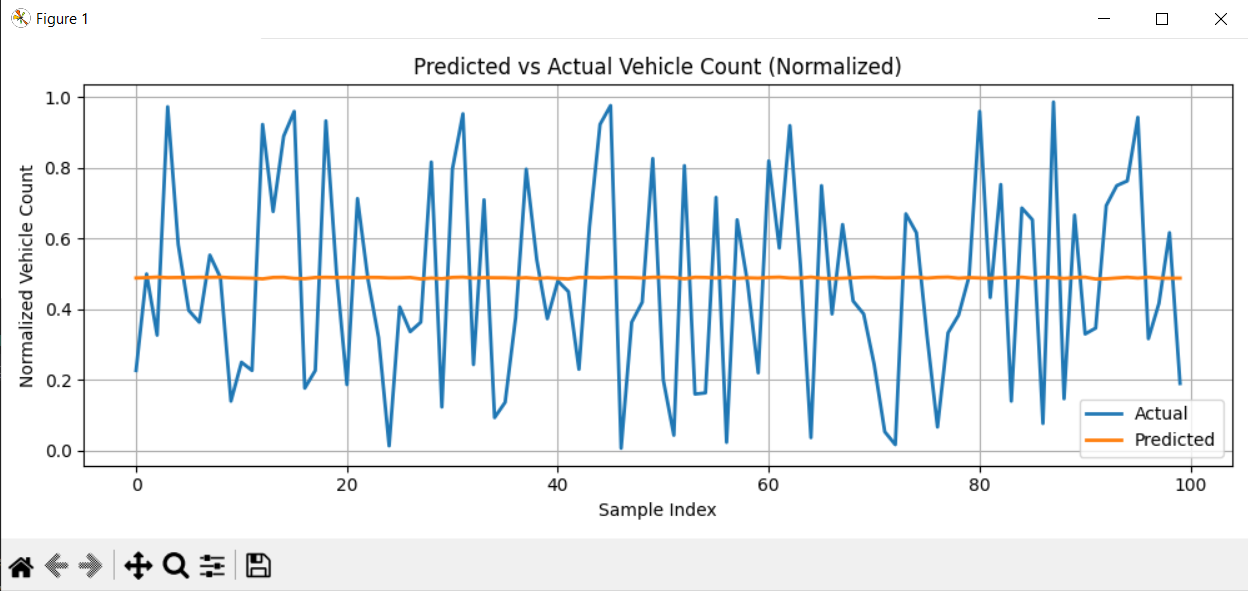 Figure 1
Predicted vs Actual Vehicle Count (Normalized)
Normalized Vehicle Count
1.0
0.8
0.6
0.4
0.2
0.0
Actual
Predicted
0 20 40 60 80 100
Sample Index